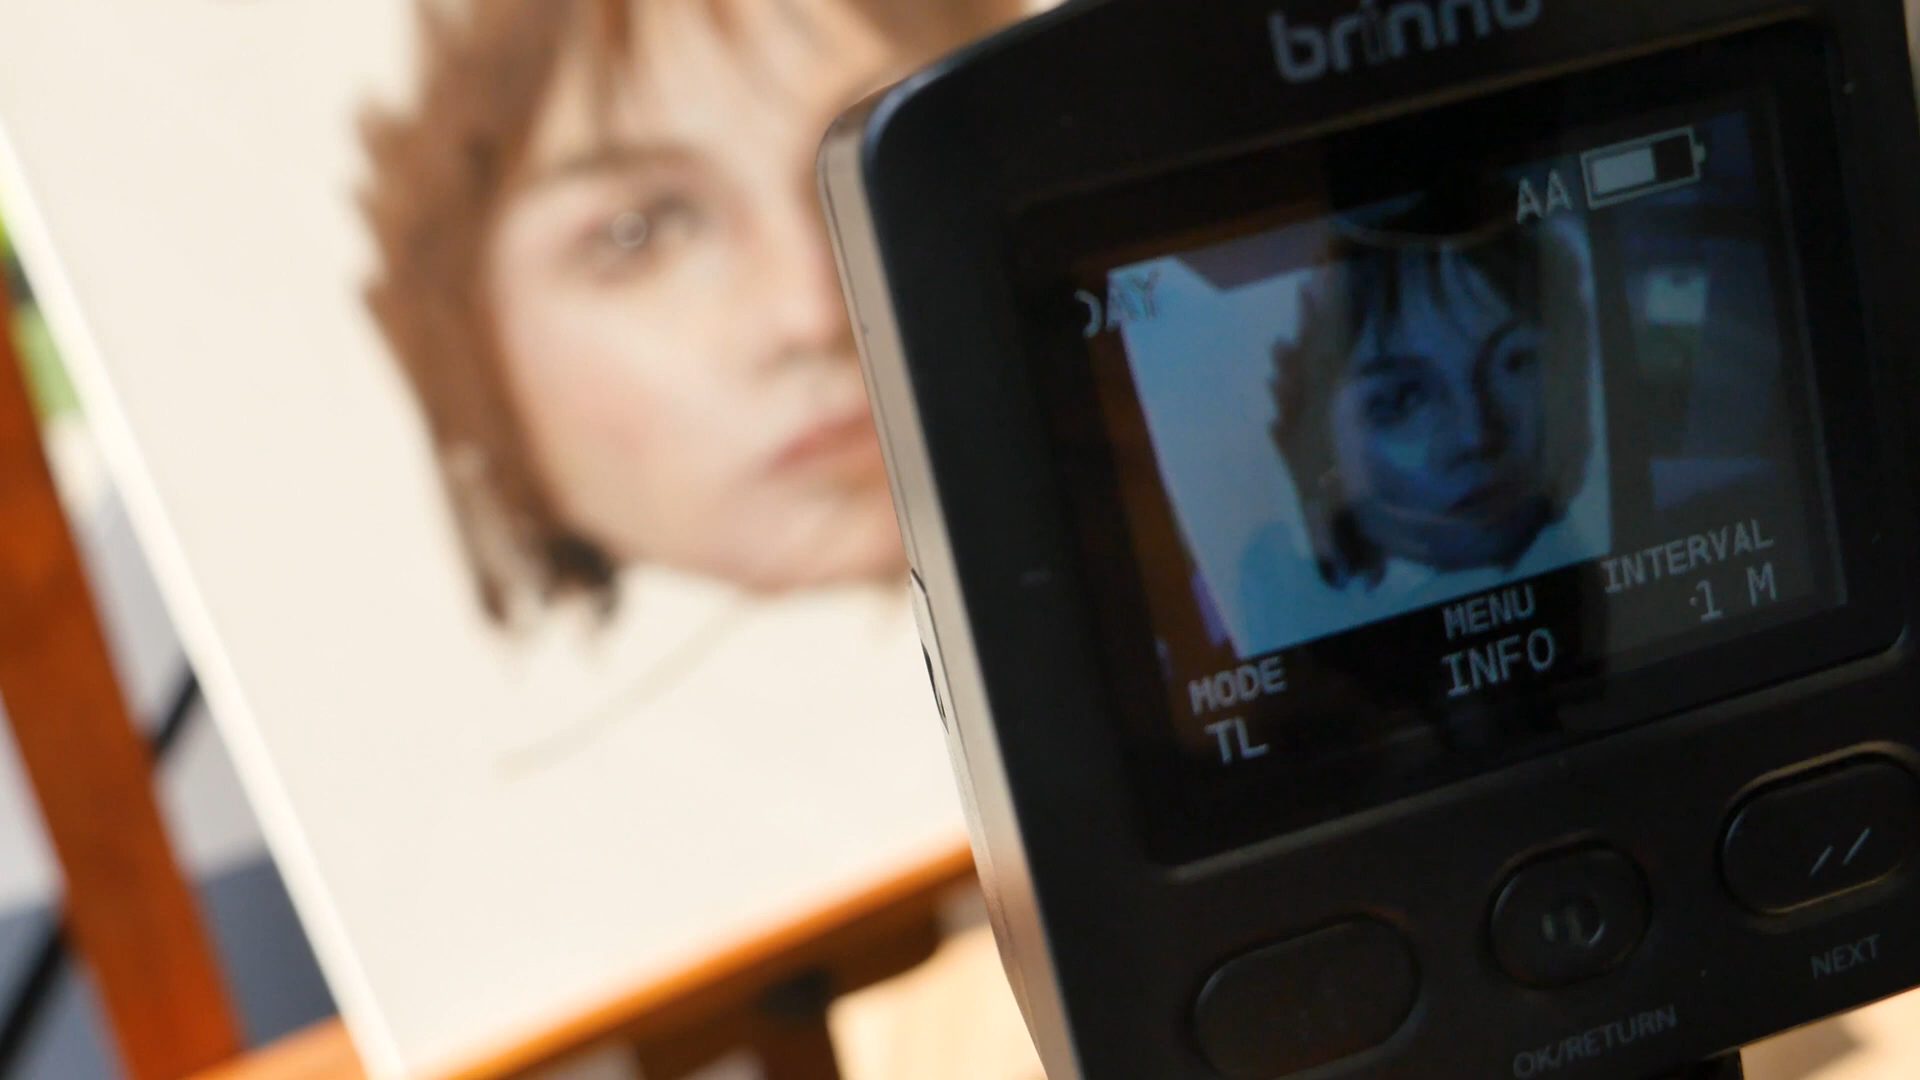 brinno
AA
DAY
INTERVAL
1 M
MENU
INFO
MODE
TL
NEXT
OK/RETURN